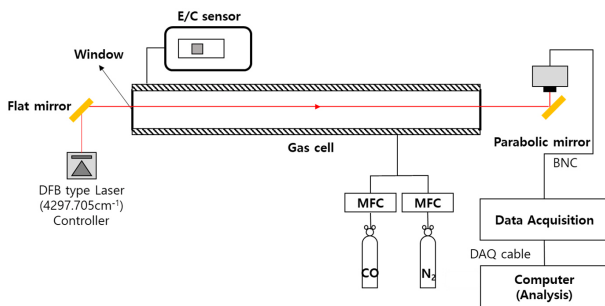 E/C sensor
Window
Flat mirror
Gas cell
Parabolic mirror
BNC
DFB type Laser
(4297.705cm⁻¹)
Controller
MFC
MFC
Data Acquisition
DAQ cable
CO
N₂
Computer
(Analysis)